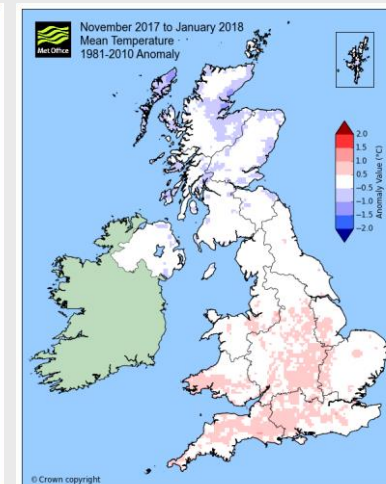 Met Office
November 2017 to January 2018
Mean Temperature
1981-2010 Anomaly
2.0
1.5
1.0
0.5
−0.5
−1.0
−1.5
−2.0
Anomaly Value (°C)
© Crown copyright